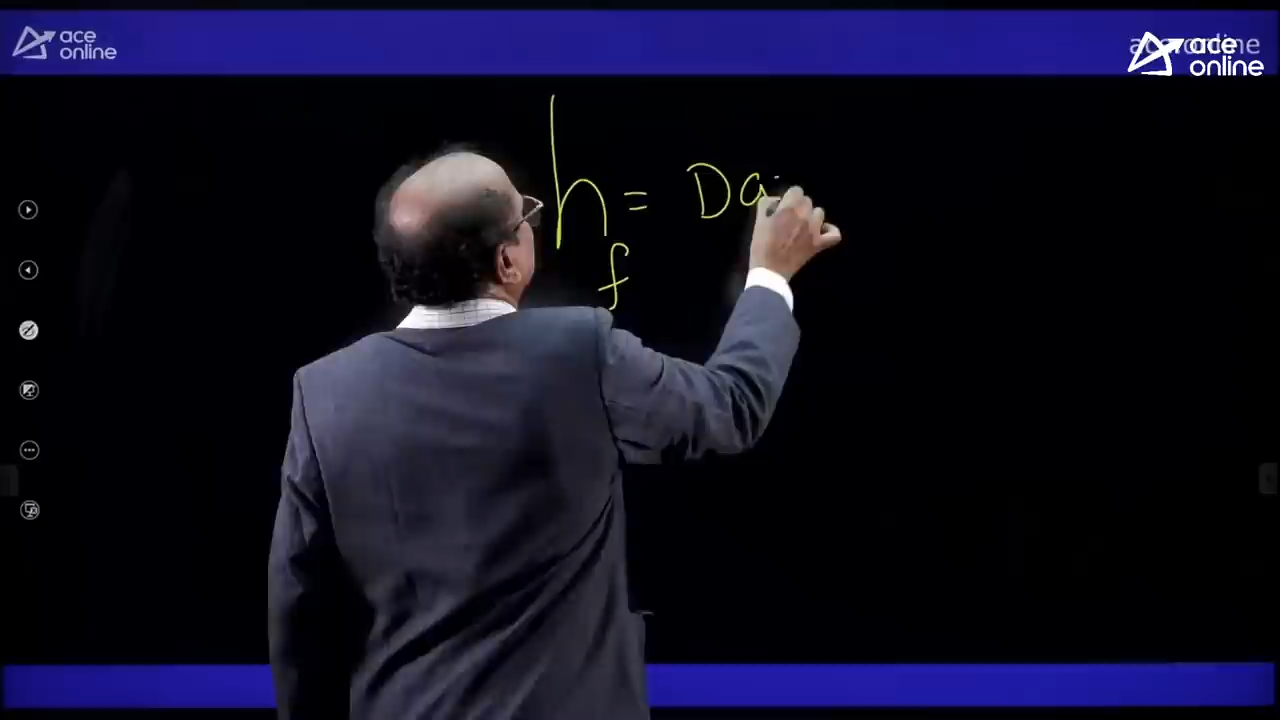 ace
online
ace
online
h = Da
f